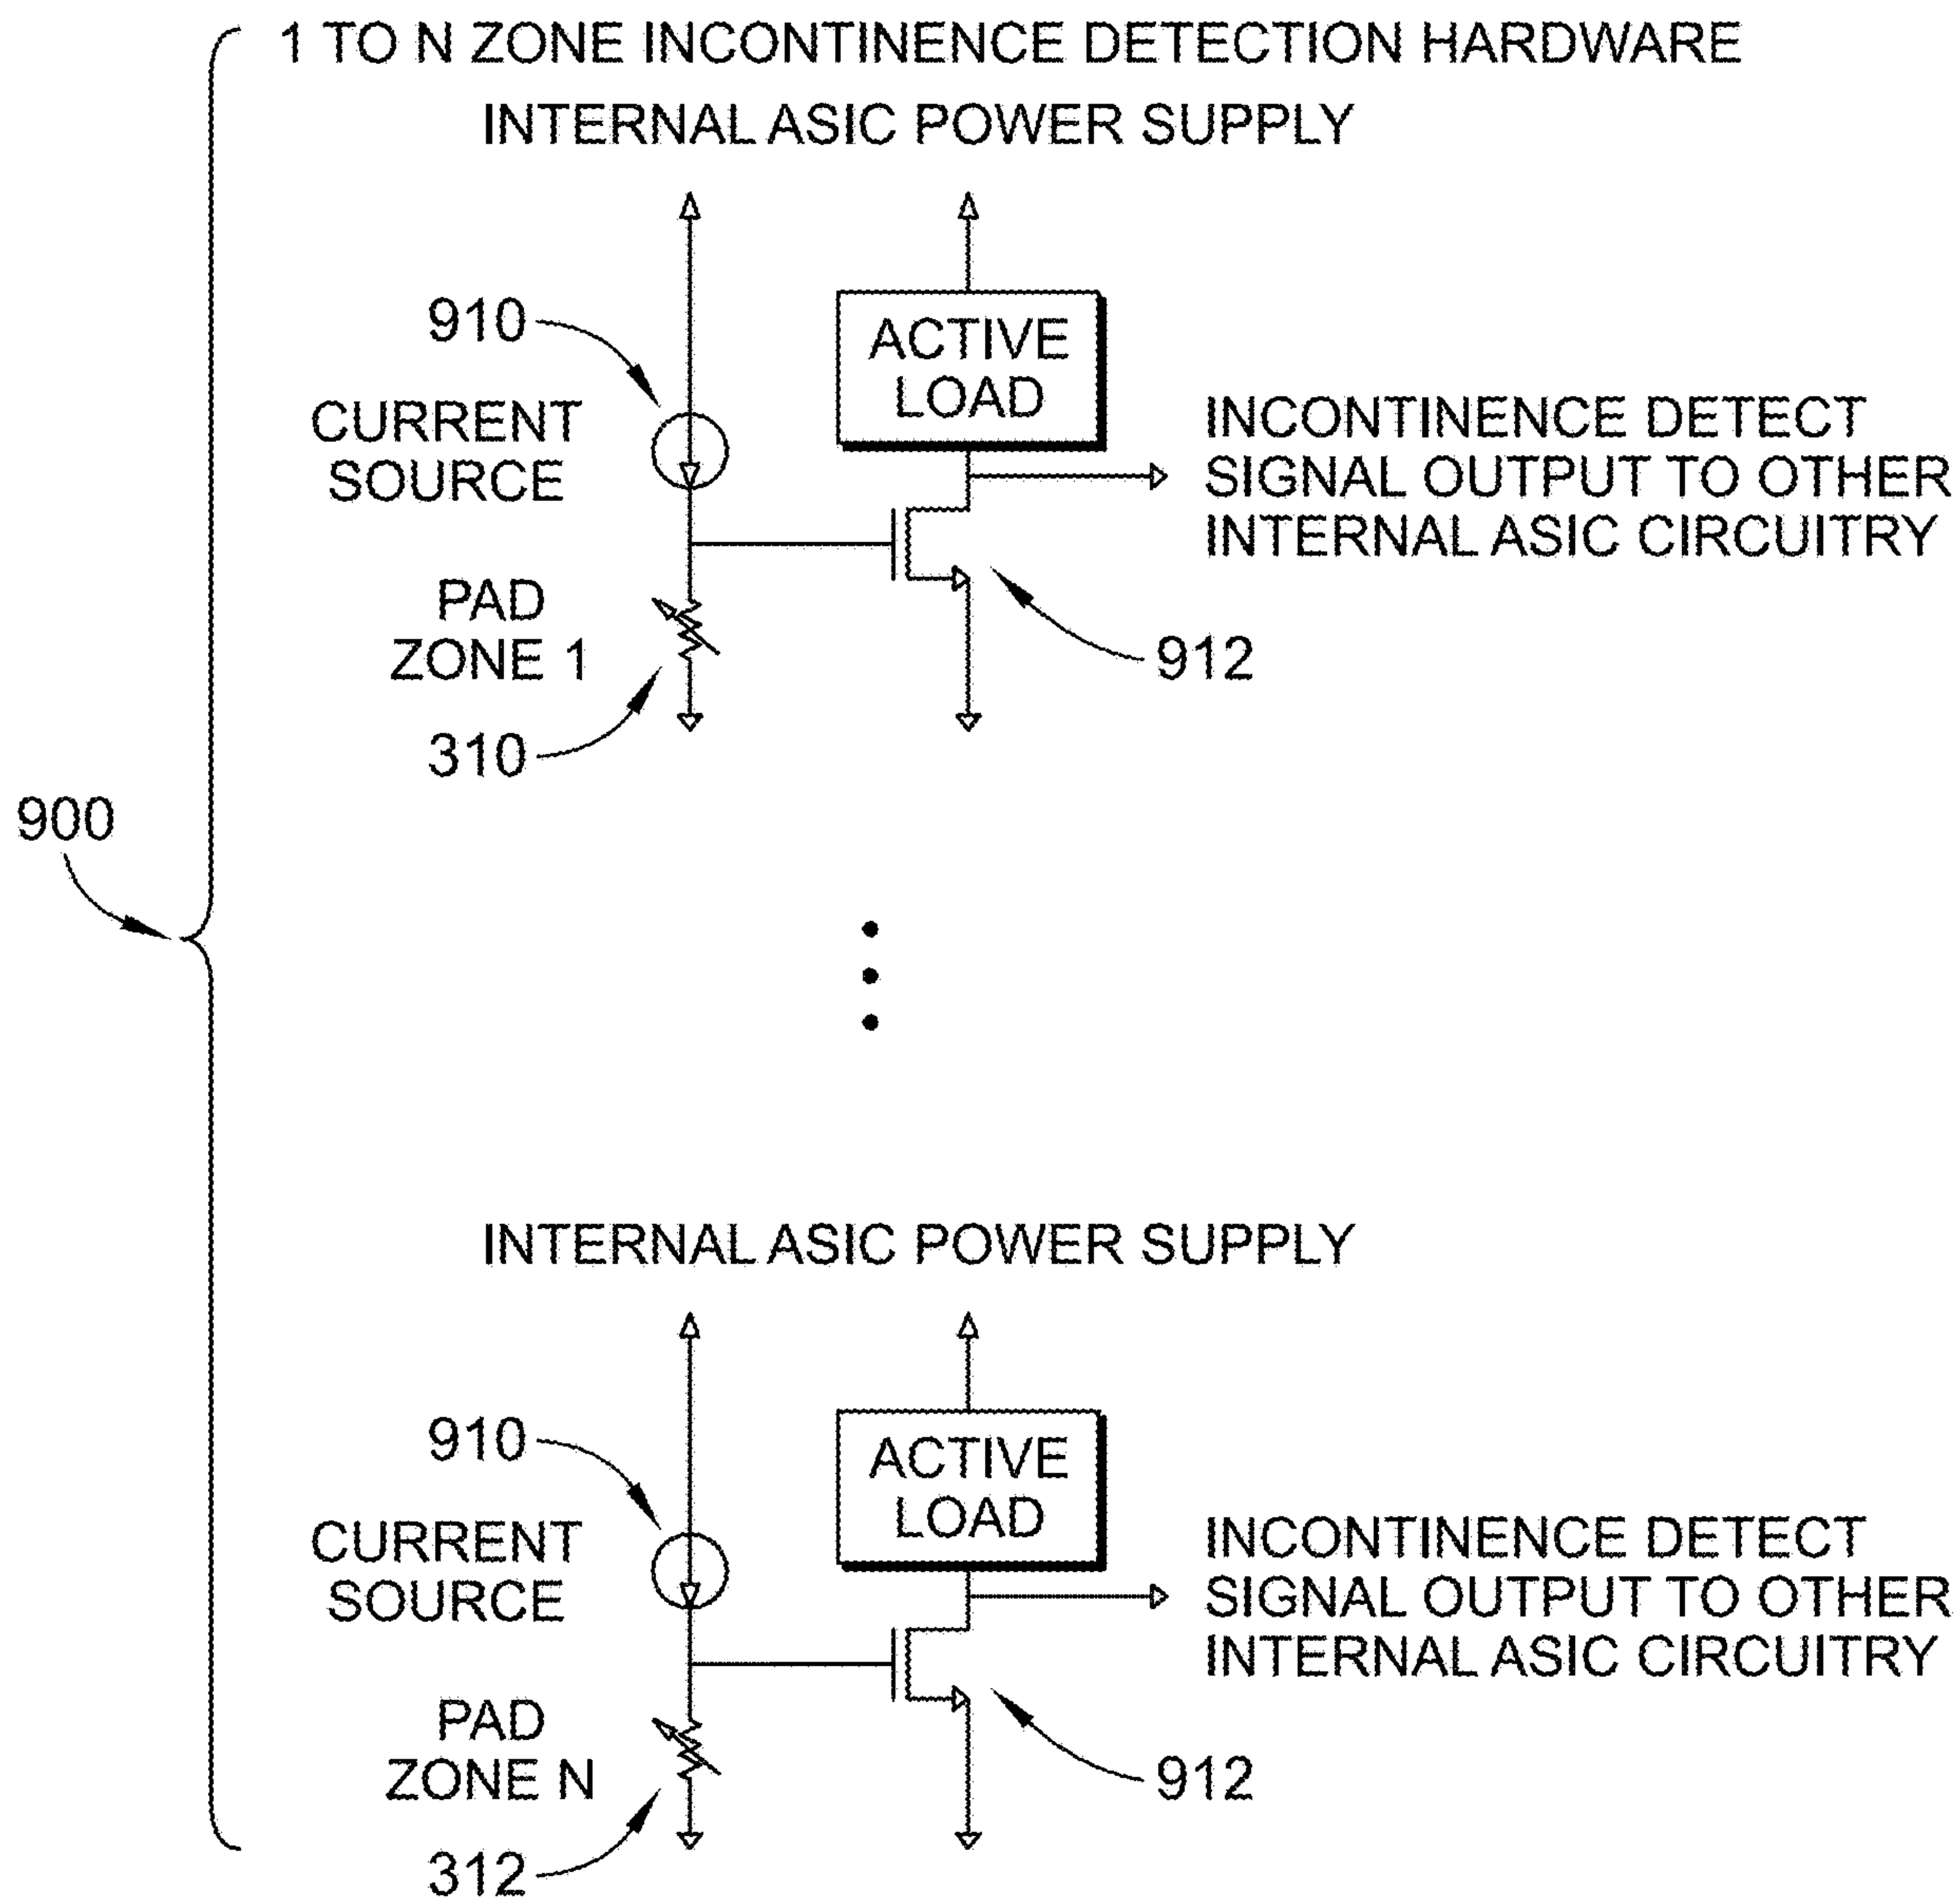 1 TO N ZONE INCONTINENCE DETECTION HARDWARE
INTERNAL ASIC POWER SUPPLY
910
ACTIVE
LOAD
CURRENT
SOURCE
INCONTINENCE DETECT
SIGNAL OUTPUT TO OTHER
INTERNAL ASIC CIRCUITRY
PAD
ZONE 1
912
310
900
INTERNAL ASIC POWER SUPPLY
910
ACTIVE
LOAD
CURRENT
SOURCE
INCONTINENCE DETECT
SIGNAL OUTPUT TO OTHER
INTERNAL ASIC CIRCUITRY
PAD
ZONE N
912
312